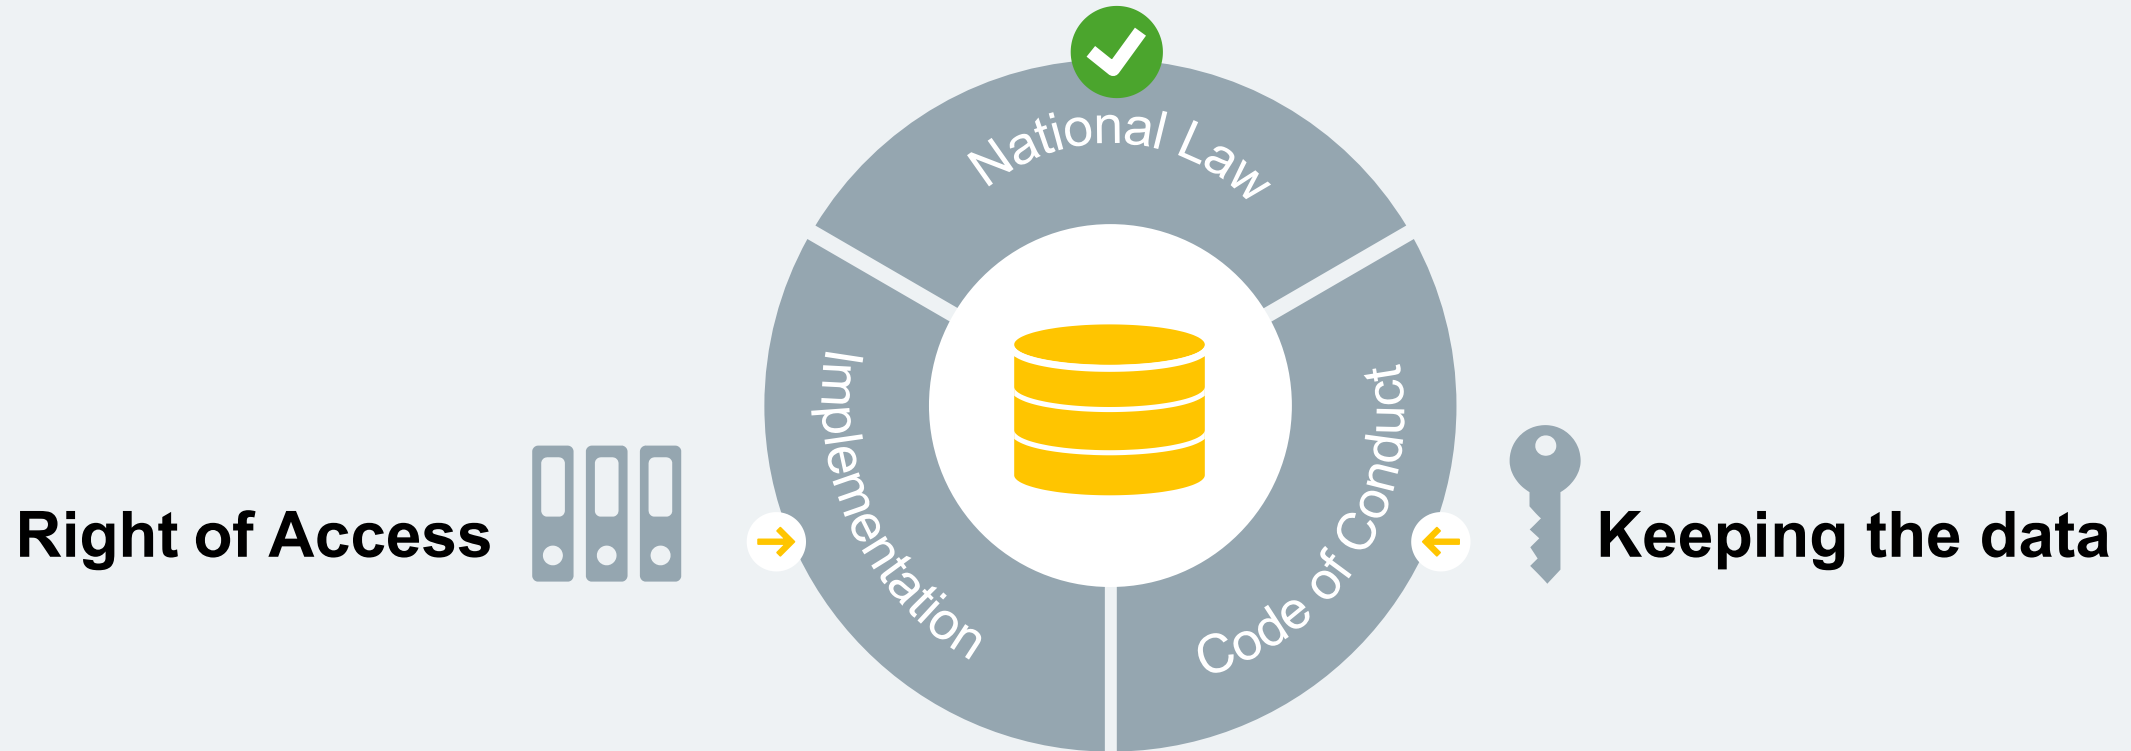 National Law
Implementation
Code of Conduct
Right of Access
Keeping the data